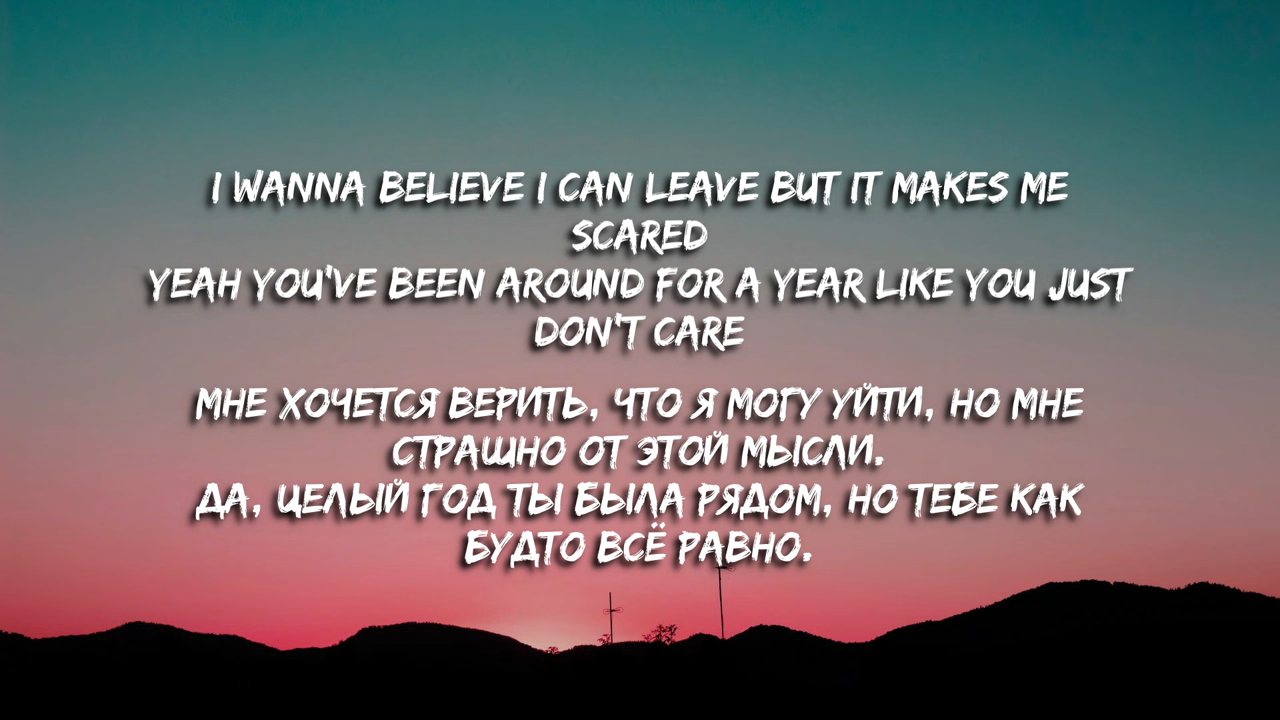 I WANNA BELIEVE I CAN LEAVE BUT IT MAKES ME
SCARED
YEAH YOU'VE BEEN AROUND FOR A YEAR LIKE YOU JUST
DON'T CARE
МНЕ ХОЧЕТСЯ ВЕРИТЬ, ЧТО Я МОГУ УЙТИ, НО МНЕ
СТРАШНО ОТ ЭТОЙ МЫСЛИ.
ДА, ЦЕЛЫЙ ГОД ТЫ БЫЛА РЯДОМ, НО ТЕБЕ КАК
БУДТО ВСЁ РАВНО.